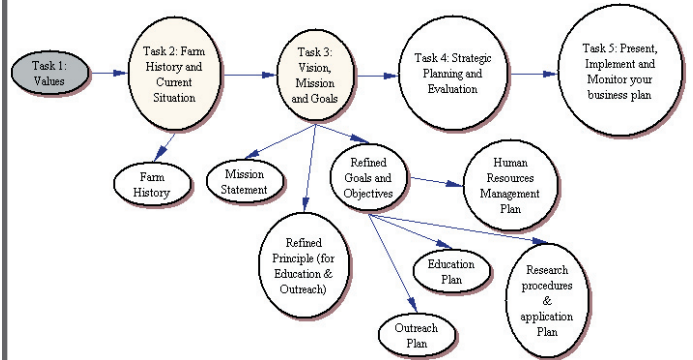 Task 1:
Values
Task 2: Farm
History and
Current
Situation
Task 3:
Vision,
Mission
and Goals
Task 4: Strategic
Planning and
Evaluation
Task 5: Present,
Implement and
Monitor your
business plan
Farm
History
Mission
Statement
Refined
Goals and
Objectives
Human
Resources
Management
Plan
Refined
Principle (for
Education &
Outreach)
Education
Plan
Research
procedures
&
application
Plan
Outreach
Plan